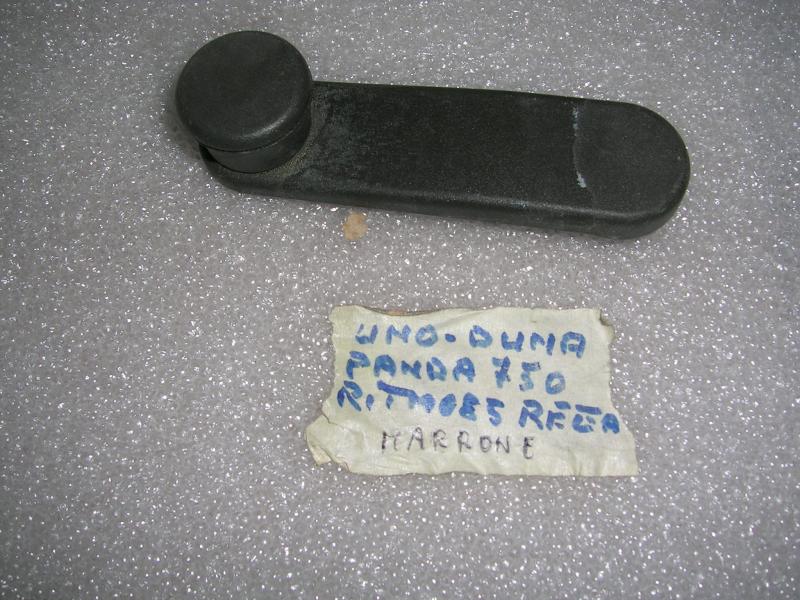 UNO-DUNA
PANDA 750
RITMO85 REGA
MARRONE